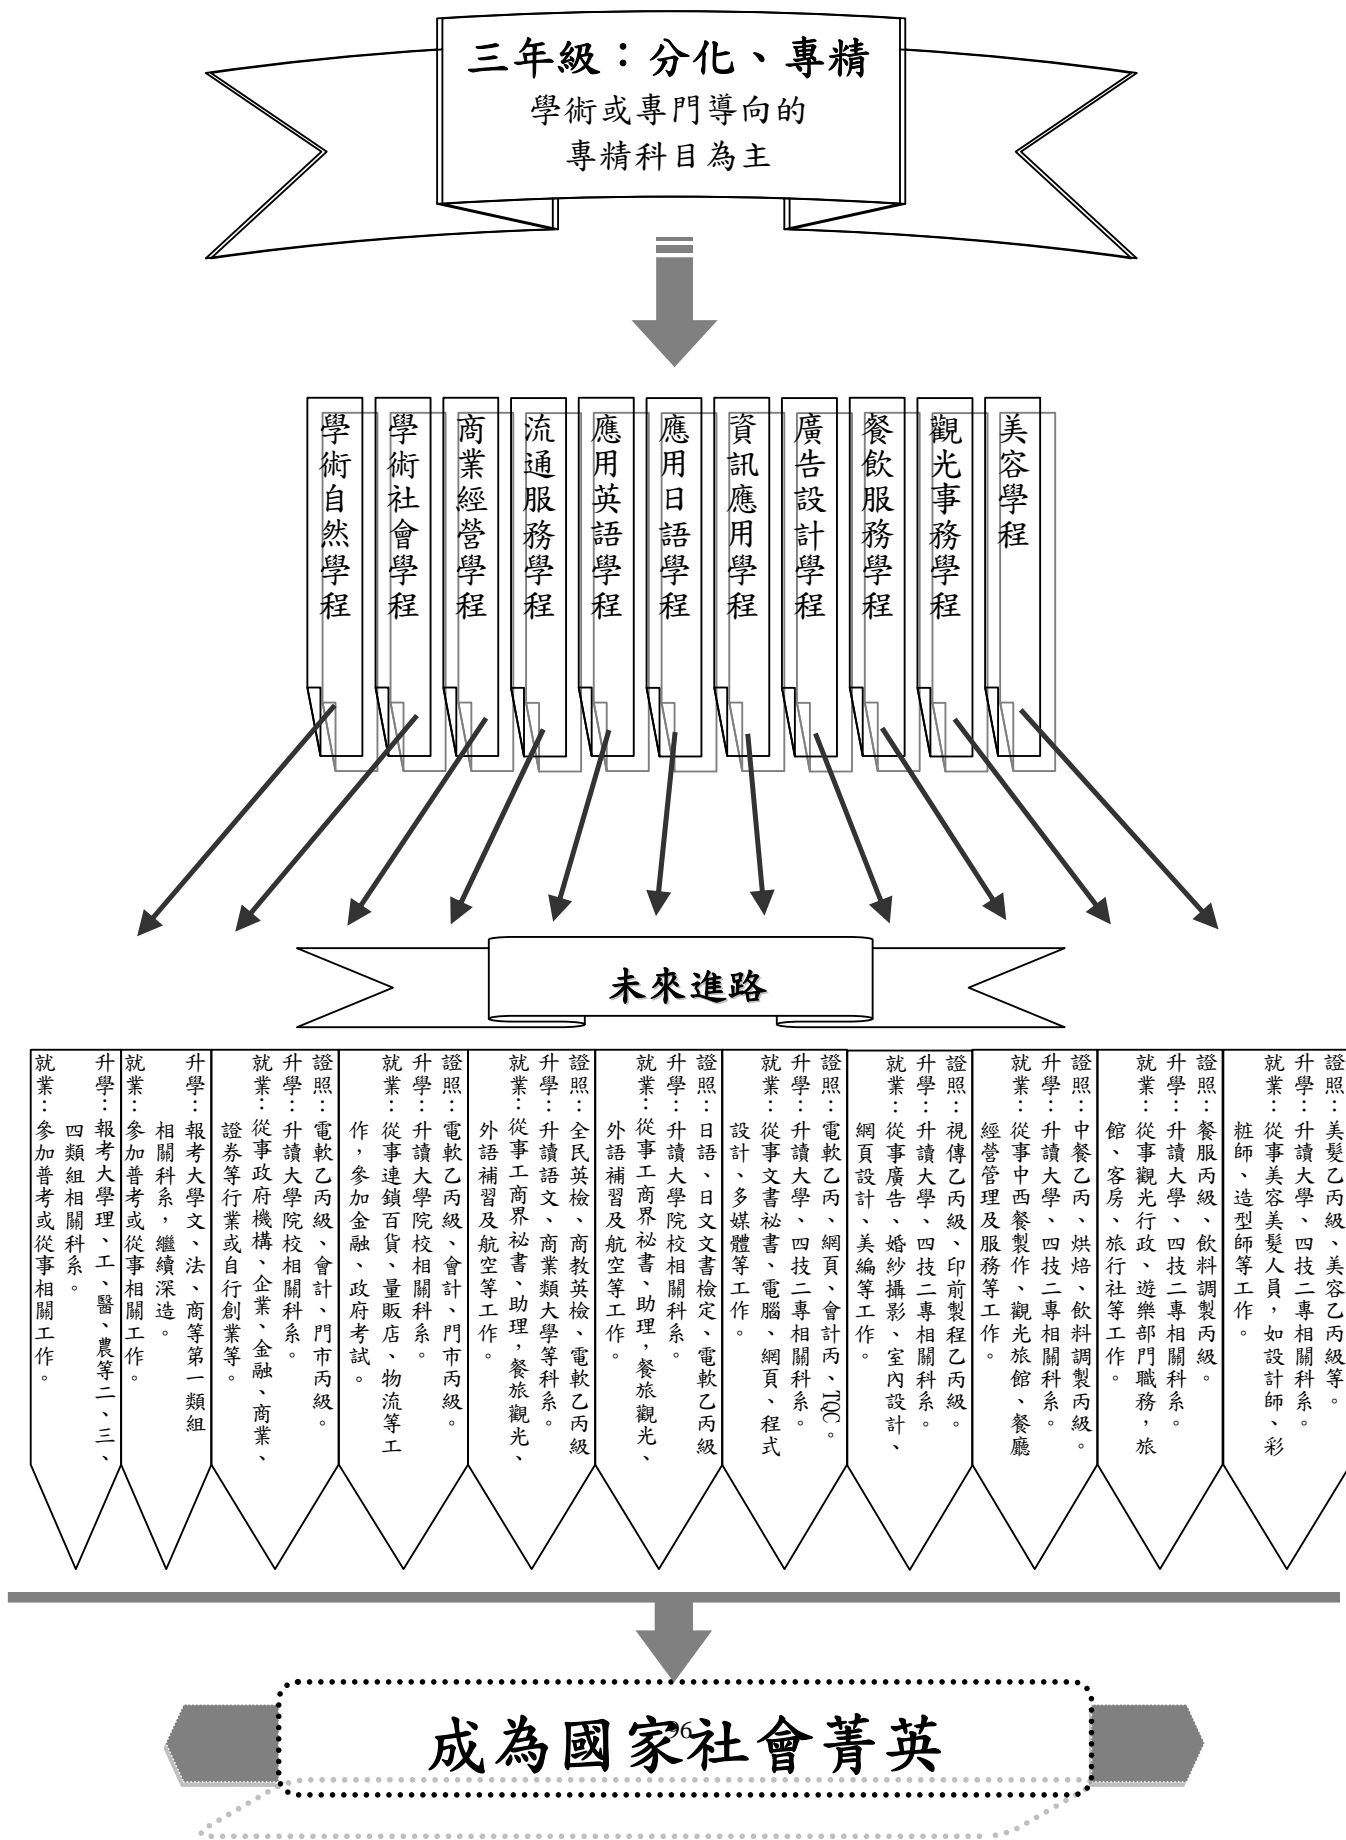 三年級：分化、專精
學術或專門導向的
專精科目為主
學術自然學程
學術社會學程
商業經營學程
流通服務學程
應用英語學程
應用日語學程
資訊應用學程
廣告設計學程
餐飲服務學程
觀光事務學程
美容學程
未來進路
升學：報考大學理、工、醫、農等二、三、
四類組相關科系。
就業：參加普考或從事相關工作。
升學：報考大學文、法、商等第一類組
相關科系，繼續深造。
就業：參加普考或從事相關工作。
證照：電軟乙丙級、會計、門市丙級。
升學：升讀大學院校相關科系。
就業：從事政府機構、企業、金融、商業、
證券等行業或自行創業等。
證照：電軟乙丙級、會計、門市丙級。
升學：升讀大學院校相關科系。
就業：從事連鎖百貨、量販店、物流等工
作，參加金融、政府考試。
證照：全民英檢、商教英檢、電軟乙丙級
升學：升讀語文、商業類大學等科系。
就業：從事工商界祕書、助理，餐旅觀光、
外語補習及航空等工作。
證照：日語、日文文書檢定、電軟乙丙級
升學：升讀大學院校相關科系。
就業：從事工商界祕書、助理，餐旅觀光、
外語補習及航空等工作。
證照：電軟乙丙、網頁、會計丙、TQC。
升學：升讀大學、四技二專相關科系。
就業：從事文書祕書、電腦、網頁、程式
設計、多媒體等工作。
證照：視傳乙丙級、印前製程乙丙級。
升學：升讀大學、四技二專相關科系。
就業：從事廣告、婚紗攝影、室內設計、
網頁設計、美編等工作。
證照：中餐乙丙、烘焙、飲料調製丙級。
升學：升讀大學、四技二專相關科系。
就業：從事中西餐製作、觀光旅館、餐廳
經營管理及服務等工作。
證照：餐服丙級、飲料調製丙級。
升學：升讀大學、四技二專相關科系。
就業：從事觀光行政、遊樂部門職務，旅
館、客房、旅行社等工作。
證照：美髮乙丙級、美容乙丙級等。
升學：升讀大學、四技二專相關科系。
就業：從事美容美髮人員，如設計師、彩
粧師、造型師等工作。
成為國家社會菁英
96